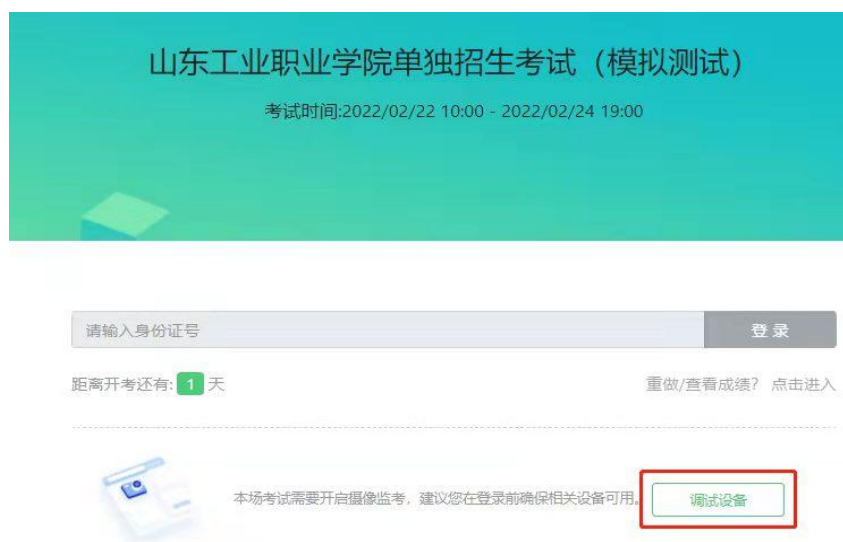 山东工业职业学院单独招生考试（模拟测试）
考试时间:2022/02/22 10:00 - 2022/02/24 19:00
请输入身份证号 登 录
距离开考还有: 1 天 重做/查看成绩? 点击进入
本场考试需要开启摄像监考，建议您在登录前确保相关设备可用。 调试设备